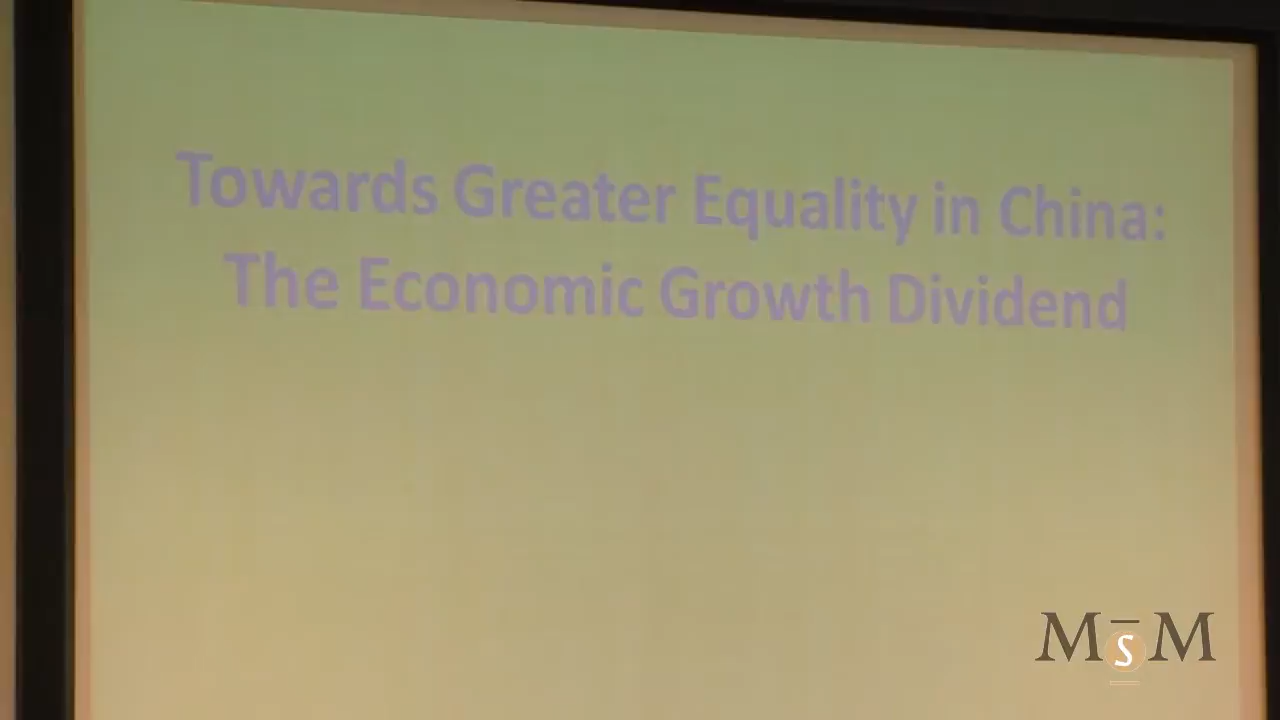 Towards Greater Equality in China:
The Economic Growth Dividend
MSM